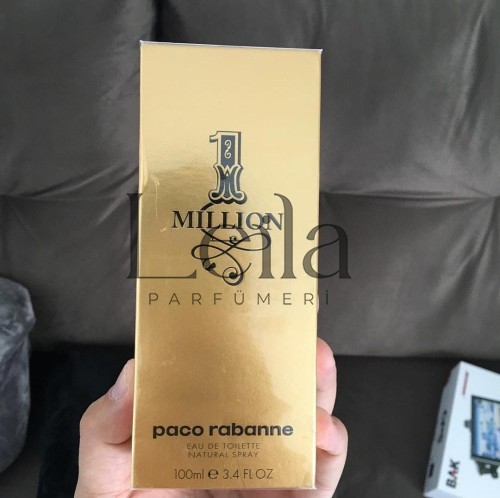 1
MILLION
Leila
PARFÜMERİ
paco rabanne
EAU DE TOILETTE
NATURAL SPRAY
100ml e 3.4 FL OZ
BAK